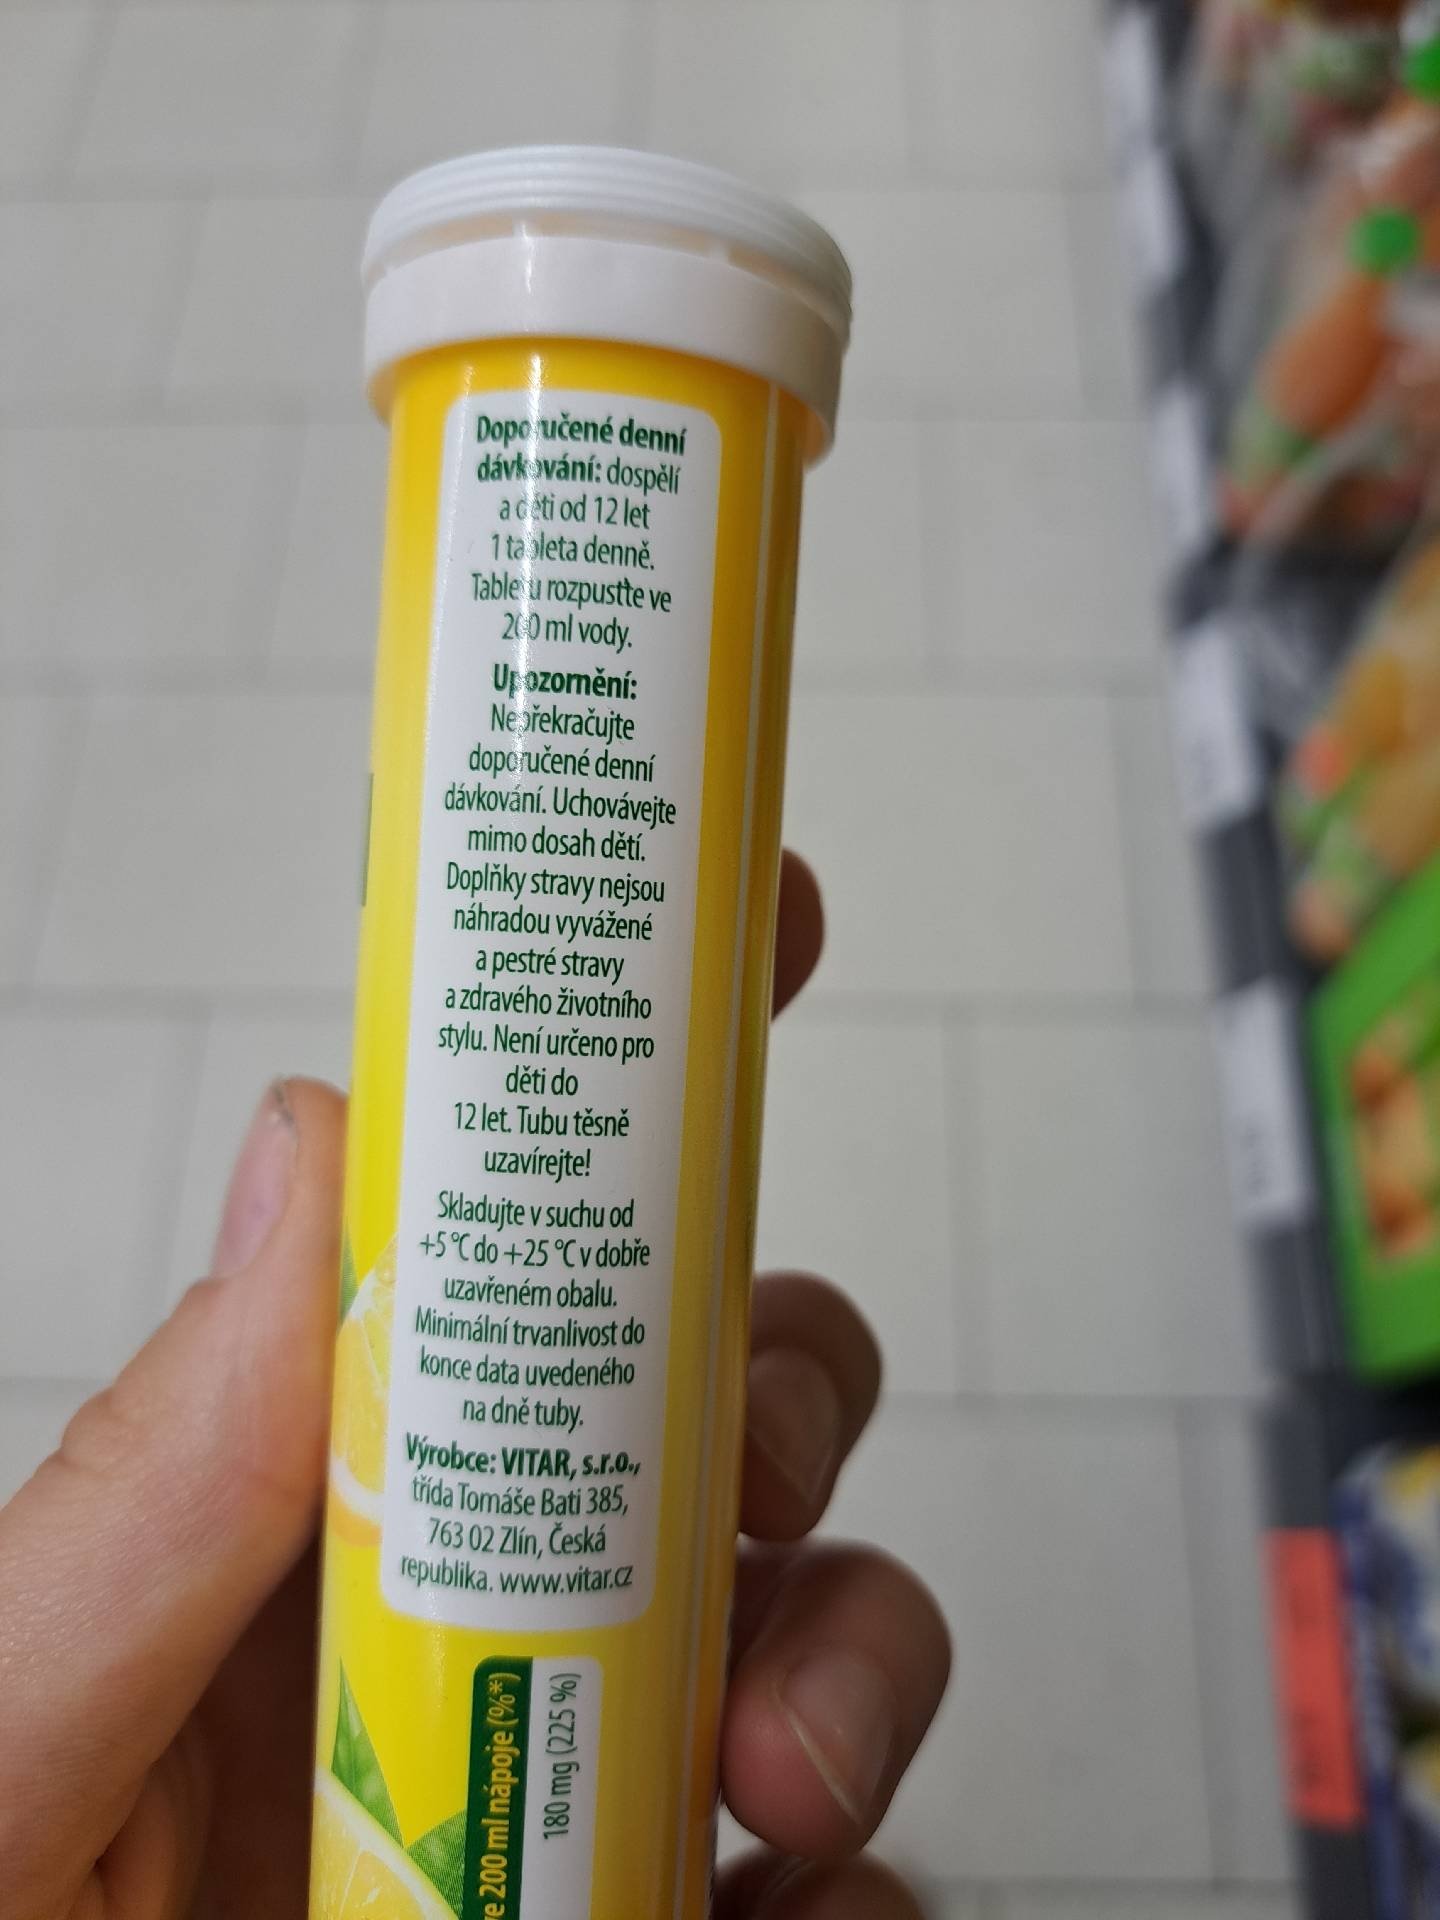 Doporučené denní
dávkování: dospělí
a děti od 12 let
1 tableta denně.
Tabletu rozpusťte ve
200 ml vody.
Upozornění:
Nepřekračujte
doporučené denní
dávkování. Uchovávejte
mimo dosah dětí.
Doplňky stravy nejsou
náhradou vyvážené
a pestré stravy
a zdravého životního
stylu. Není určeno pro
děti do
12 let. Tubu těsně
uzavírejte!
Skladujte v suchu od
+5 °C do +25 °C v dobře
uzavřeném obalu.
Minimální trvanlivost do
konce data uvedeného
na dně tuby.
Výrobce: VITAR, s.r.o.,
třída Tomáše Bati 385,
763 02 Zlín, Česká
republika. www.vitar.cz
ve 200 ml nápoje (%*)
180 mg (225 %)